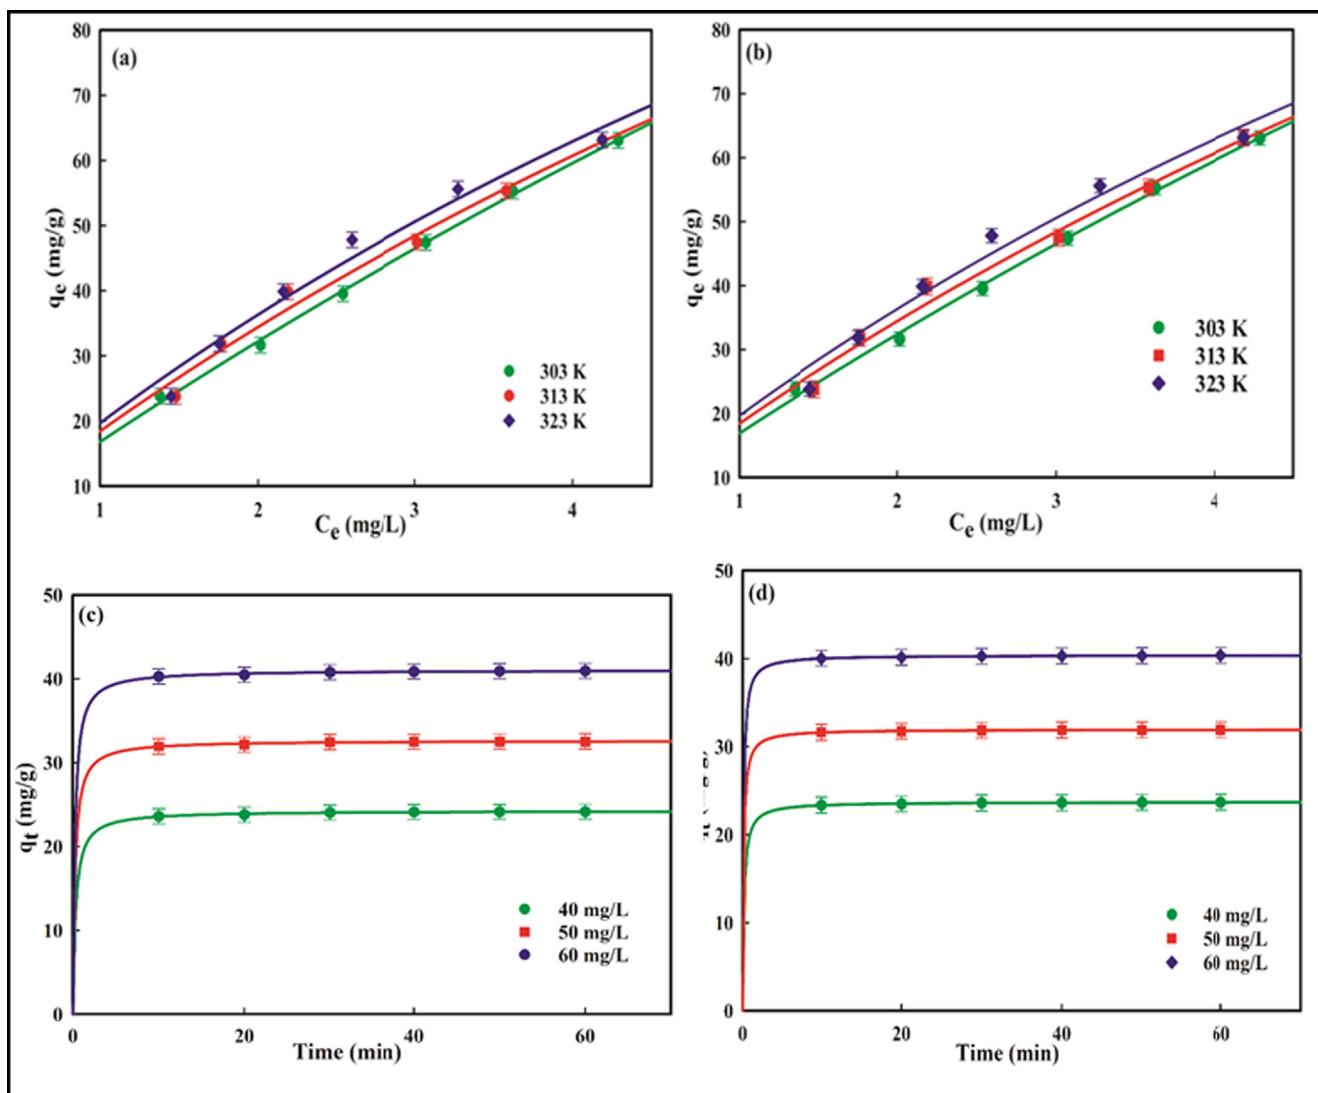 (a)
80
70
60
50
40
30
20
10
qe (mg/g)
303 K
313 K
323 K
1 2 3 4
Ce (mg/L)
(b)
80
70
60
50
40
30
20
10
qe (mg/g)
303 K
313 K
323 K
1 2 3 4
Ce (mg/L)
(c)
50
40
30
20
10
0
qt (mg/g)
40 mg/L
50 mg/L
60 mg/L
0 20 40 60
Time (min)
(d)
50
40
30
20
10
0
40 mg/L
50 mg/L
60 mg/L
0 20 40 60
Time (min)